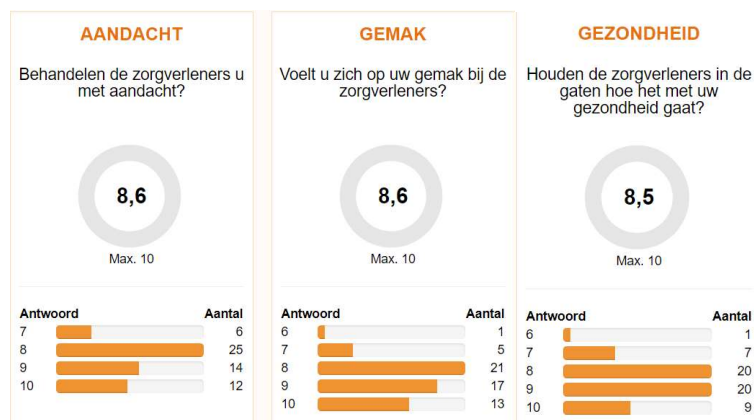 AANDACHT
Behandelen de zorgverleners u
met aandacht?
8,6
Max. 10
Antwoord Aantal
7 6
8 25
9 14
10 12
GEMAK
Voelt u zich op uw gemak bij de
zorgverleners?
8,6
Max. 10
Antwoord Aantal
6 1
7 5
8 21
9 17
10 13
GEZONDHEID
Houden de zorgverleners in de
gaten hoe het met uw
gezondheid gaat?
8,5
Max. 10
Antwoord Aantal
6 1
7 7
8 20
9 20
10 9